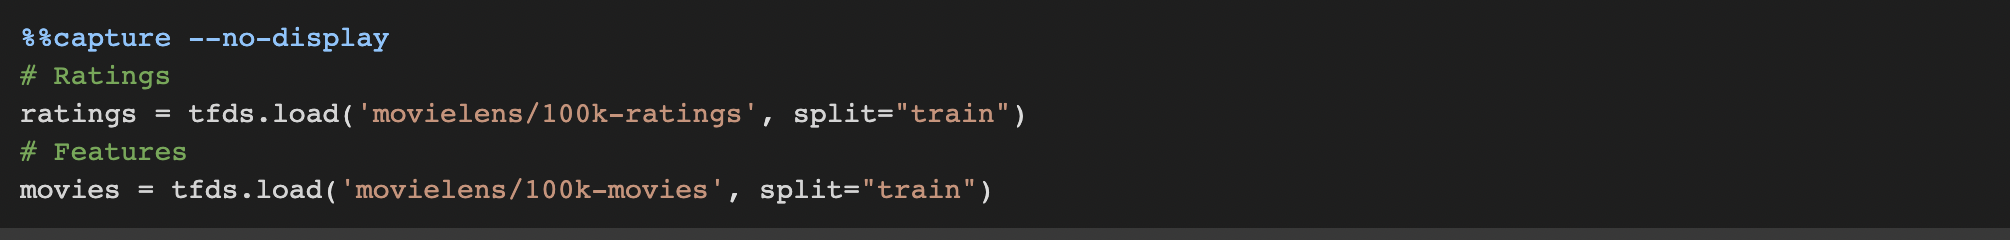 %%capture --no-display
# Ratings
ratings = tfds.load('movielens/100k-ratings', split="train")
# Features
movies = tfds.load('movielens/100k-movies', split="train")